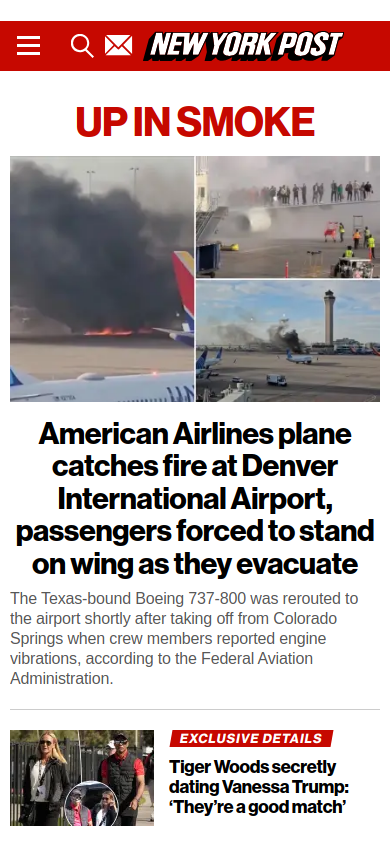 NEW YORK POST
UP IN SMOKE
American Airlines plane
catches fire at Denver
International Airport,
passengers forced to stand
on wing as they evacuate
The Texas-bound Boeing 737-800 was rerouted to
the airport shortly after taking off from Colorado
Springs when crew members reported engine
vibrations, according to the Federal Aviation
Administration.
EXCLUSIVE DETAILS
Tiger Woods secretly
dating Vanessa Trump:
‘They’re a good match’